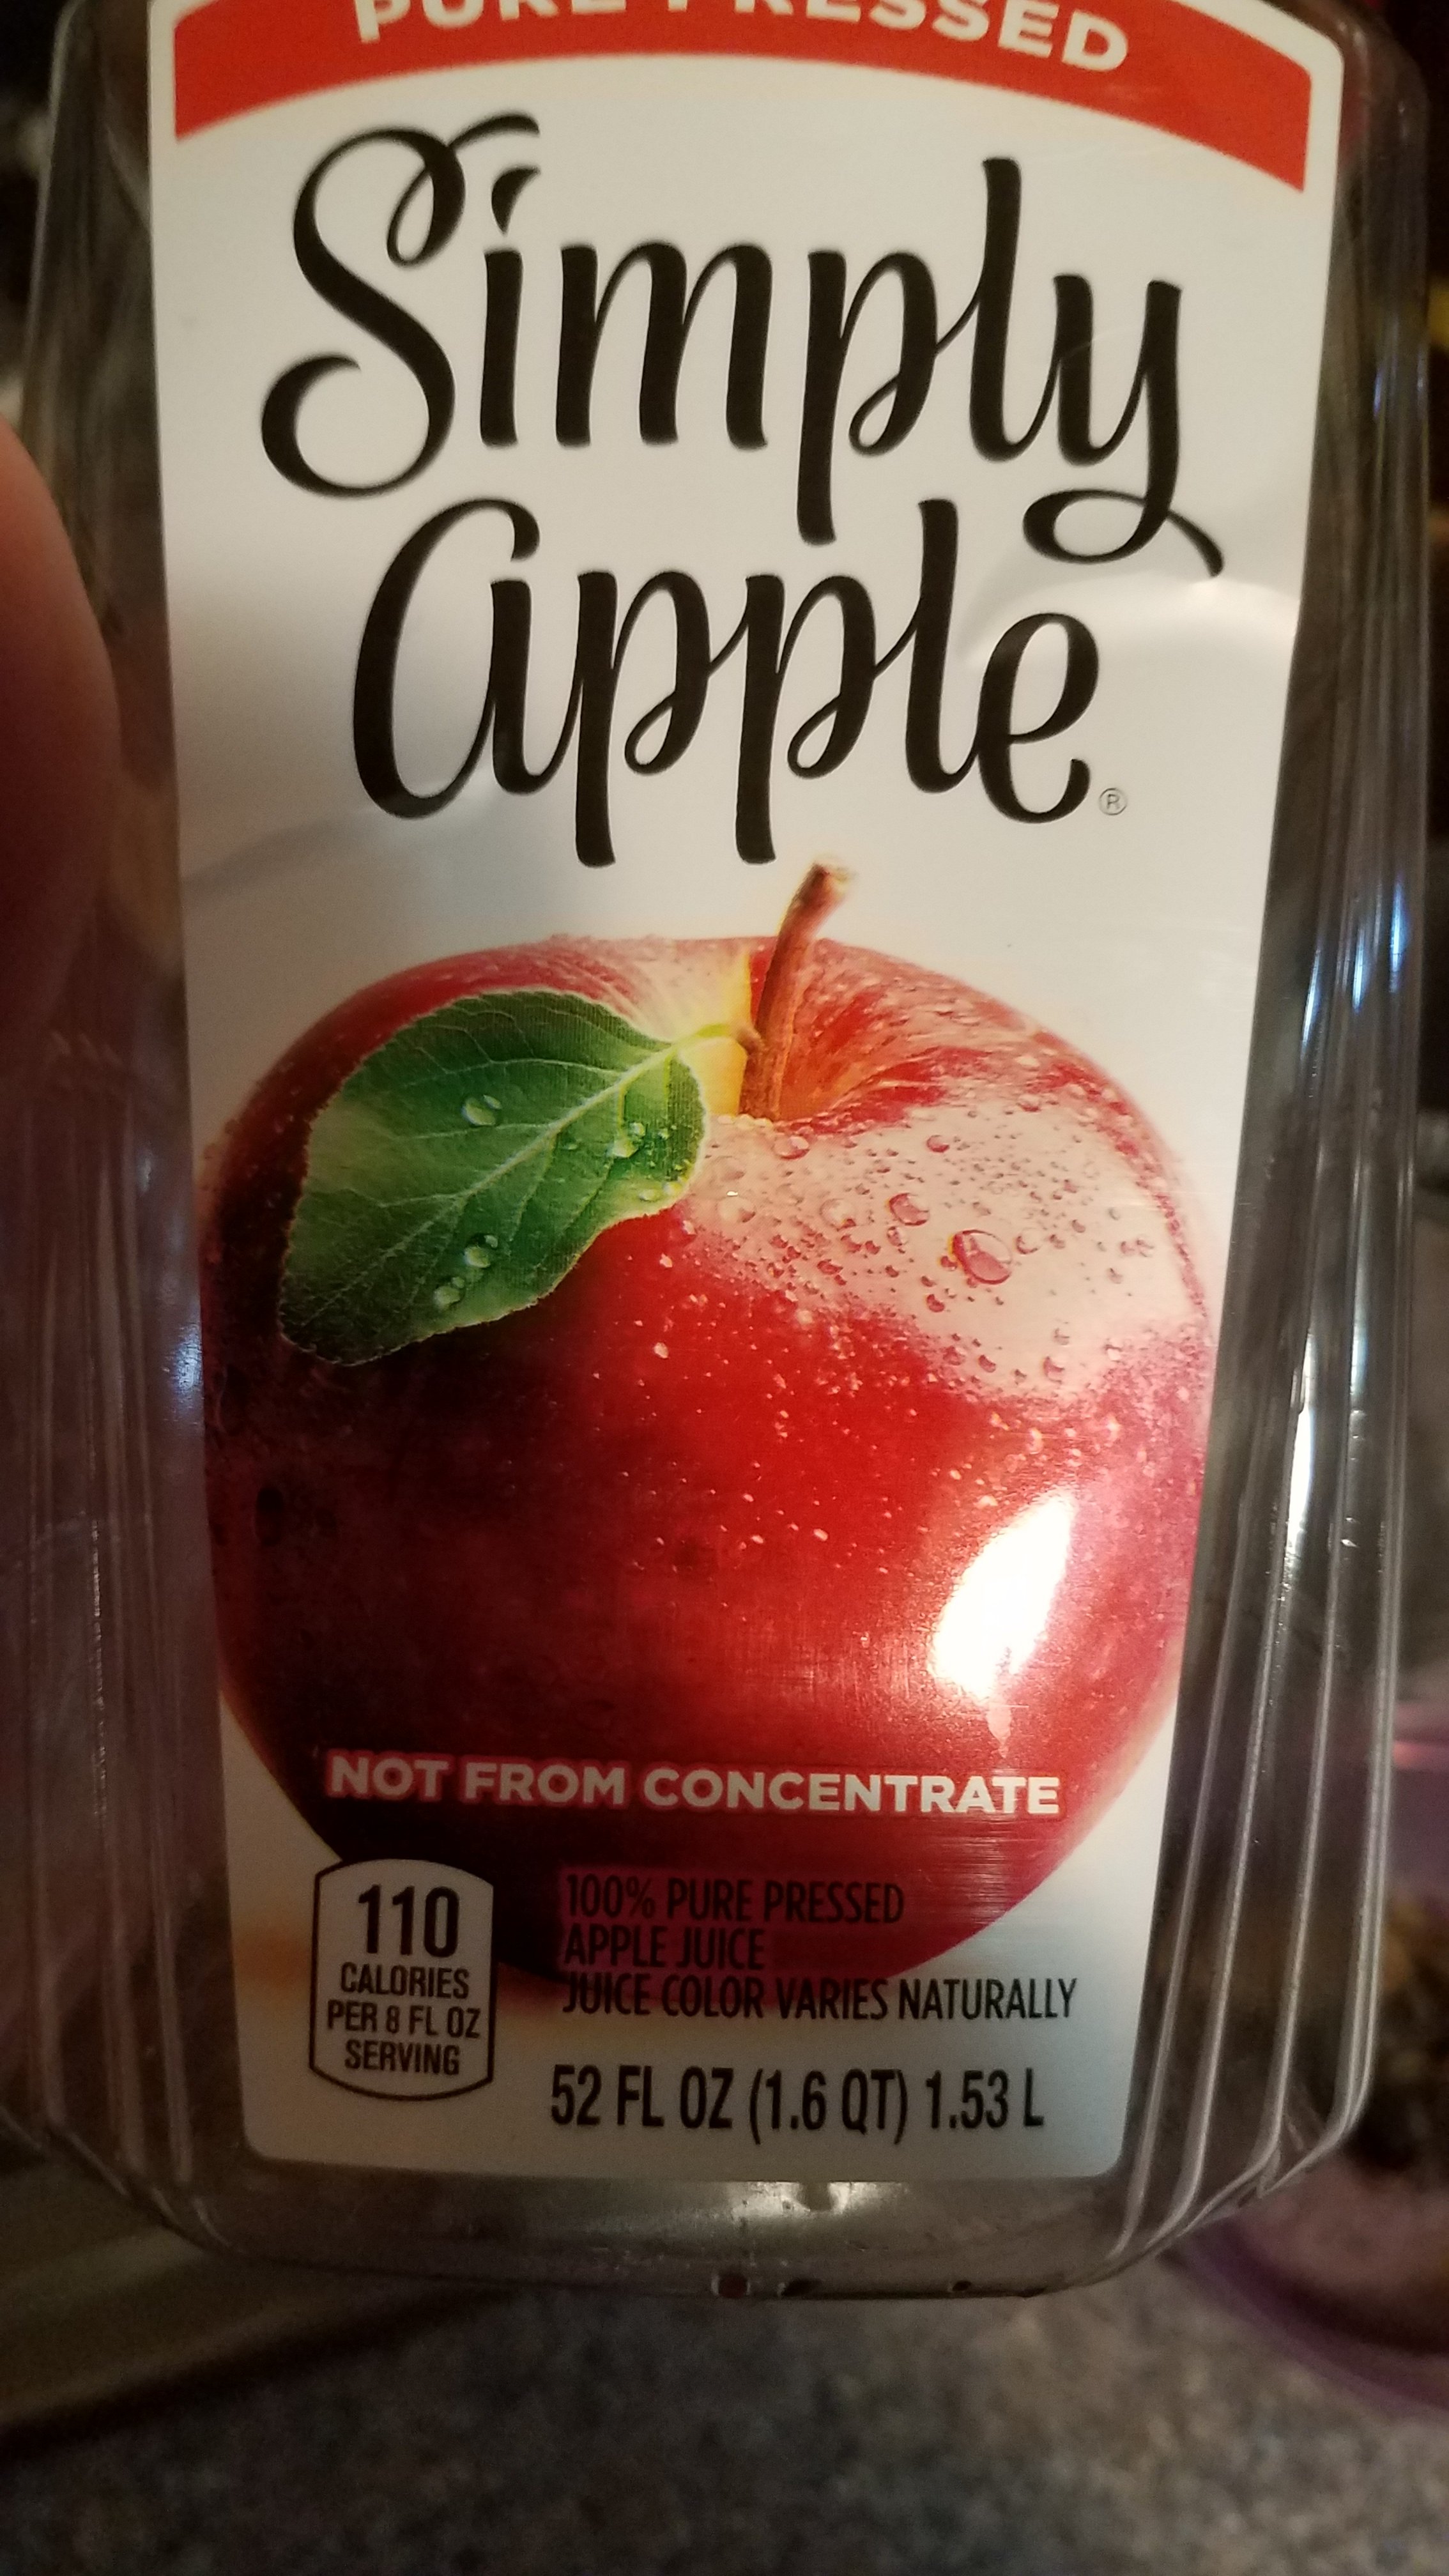 PURE PRESSED
Simply
apple®
NOT FROM CONCENTRATE
110
CALORIES
PER 8 FL OZ
SERVING
100% PURE PRESSED
APPLE JUICE
JUICE COLOR VARIES NATURALLY
52 FL OZ (1.6 QT) 1.53 L